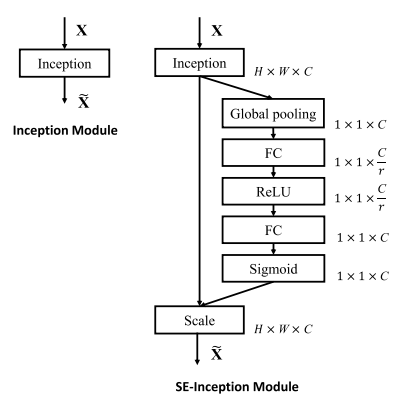 X
Inception
X̃
Inception Module
X
Inception
H × W × C
Global pooling
1 × 1 × C
FC
1 × 1 × C/r
ReLU
1 × 1 × C/r
FC
1 × 1 × C
Sigmoid
1 × 1 × C
Scale
H × W × C
X̃
SE-Inception Module